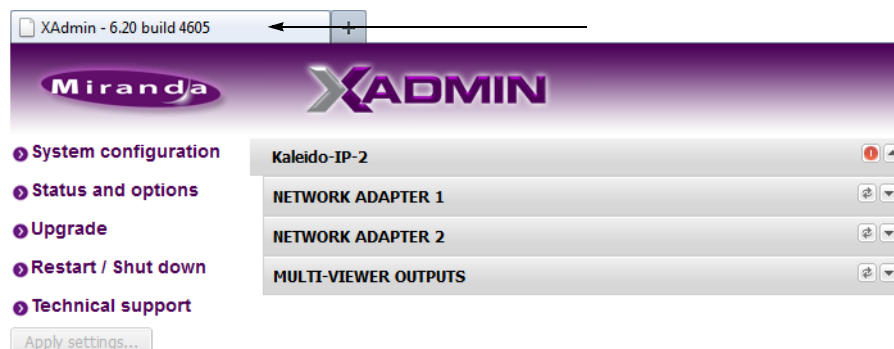 XAdmin - 6.20 build 4605
Miranda
XADMIN
System configuration
Status and options
Upgrade
Restart / Shut down
Technical support
Apply settings...
Kaleido-IP-2
NETWORK ADAPTER 1
NETWORK ADAPTER 2
MULTI-VIEWER OUTPUTS